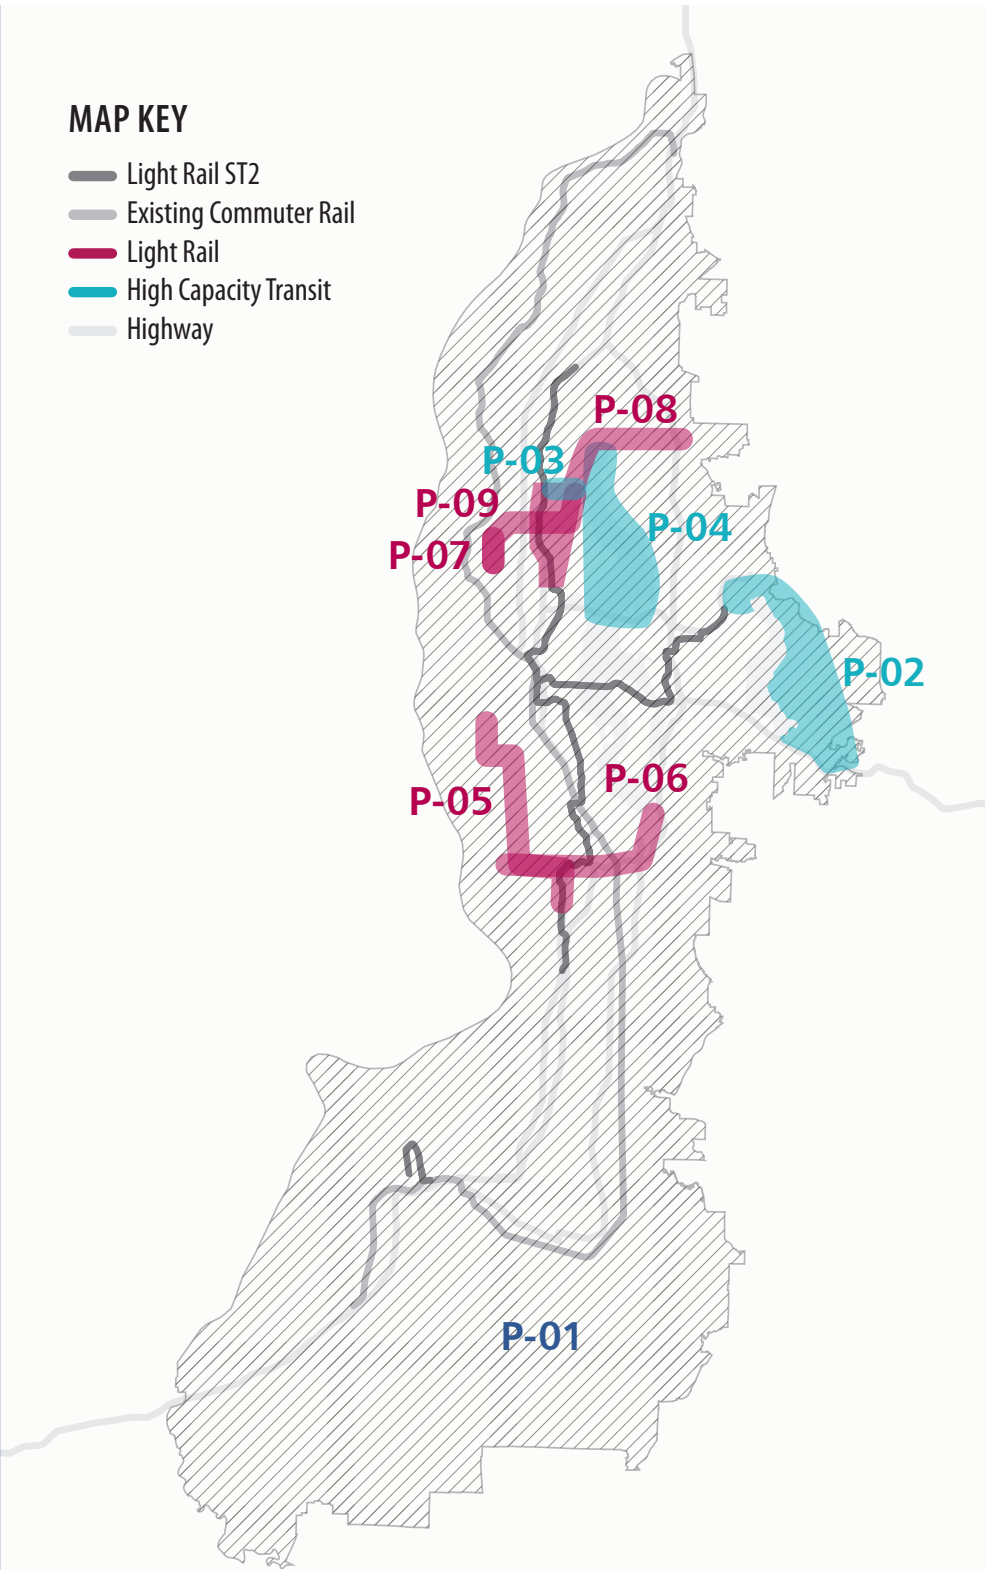 MAP KEY
Light Rail ST2
Existing Commuter Rail
Light Rail
High Capacity Transit
Highway
P-08
P-03
P-09
P-04
P-07
P-02
P-06
P-05
P-01